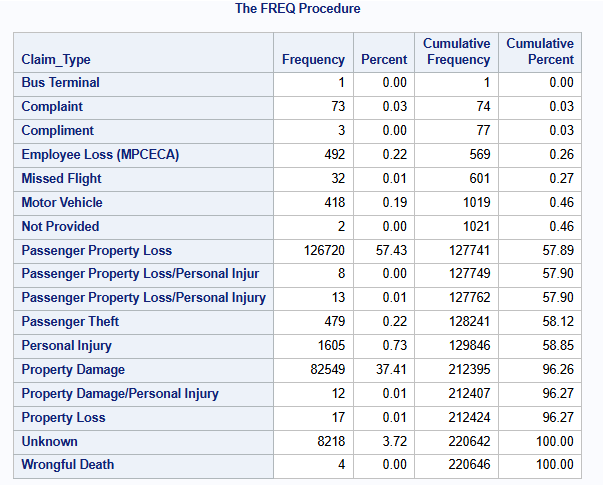 The FREQ Procedure
Claim_Type Frequency Percent Cumulative Frequency Cumulative Percent
Bus Terminal 1 0.00 1 0.00
Complaint 73 0.03 74 0.03
Compliment 3 0.00 77 0.03
Employee Loss (MPCECA) 492 0.22 569 0.26
Missed Flight 32 0.01 601 0.27
Motor Vehicle 418 0.19 1019 0.46
Not Provided 2 0.00 1021 0.46
Passenger Property Loss 126720 57.43 127741 57.89
Passenger Property Loss/Personal Injur 8 0.00 127749 57.90
Passenger Property Loss/Personal Injury 13 0.01 127762 57.90
Passenger Theft 479 0.22 128241 58.12
Personal Injury 1605 0.73 129846 58.85
Property Damage 82549 37.41 212395 96.26
Property Damage/Personal Injury 12 0.01 212407 96.27
Property Loss 17 0.01 212424 96.27
Unknown 8218 3.72 220642 100.00
Wrongful Death 4 0.00 220646 100.00